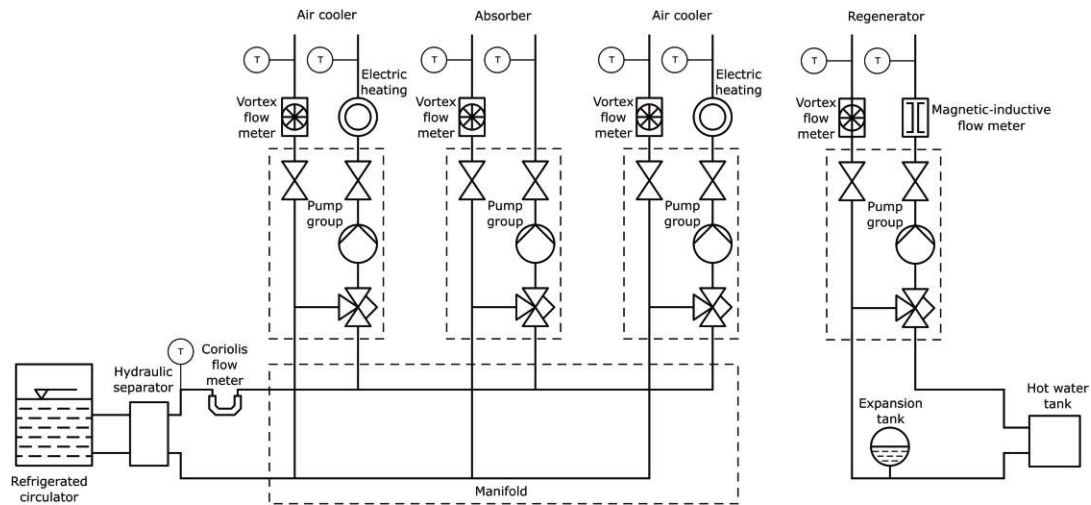 Air cooler
Absorber
Air cooler
Regenerator
T
T
T
T
T
T
T
T
Electric
heating
Electric
heating
Vortex
flow
meter
Vortex
flow
meter
Vortex
flow
meter
Vortex
flow
meter
Magnetic-inductive
flow meter
Pump
group
Pump
group
Pump
group
Pump
group
T
Coriolis
flow
meter
Hydraulic
separator
Expansion
tank
Hot water
tank
Refrigerated
circulator
Manifold